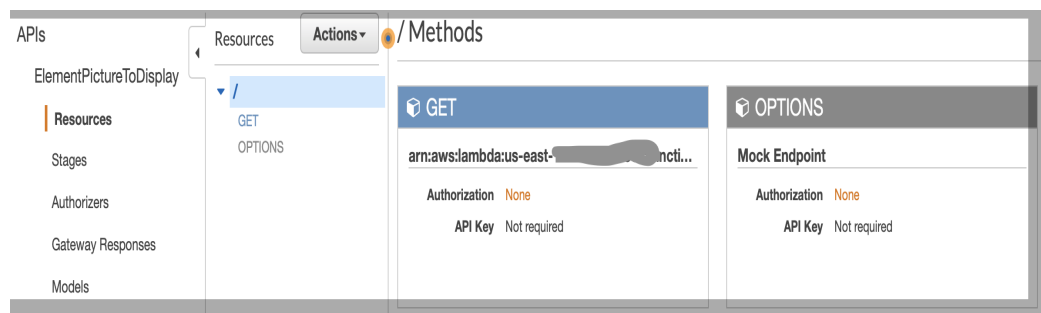 APIs
ElementPictureToDisplay
Resources
Stages
Authorizers
Gateway Responses
Models
Resources
Actions
/
GET
OPTIONS
/ Methods
GET
arn:aws:lambda:us-east-
Authorization None
API Key Not required
OPTIONS
Mock Endpoint
Authorization None
API Key Not required